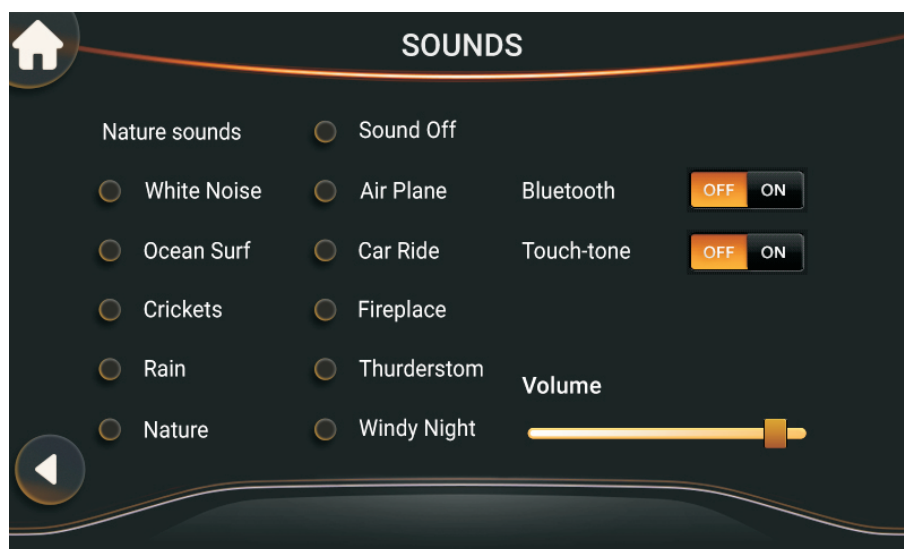 SOUNDS
Nature sounds
Sound Off
White Noise
Air Plane
Bluetooth
OFF ON
Ocean Surf
Car Ride
Touch-tone
OFF ON
Crickets
Fireplace
Rain
Thurderstom
Volume
Nature
Windy Night